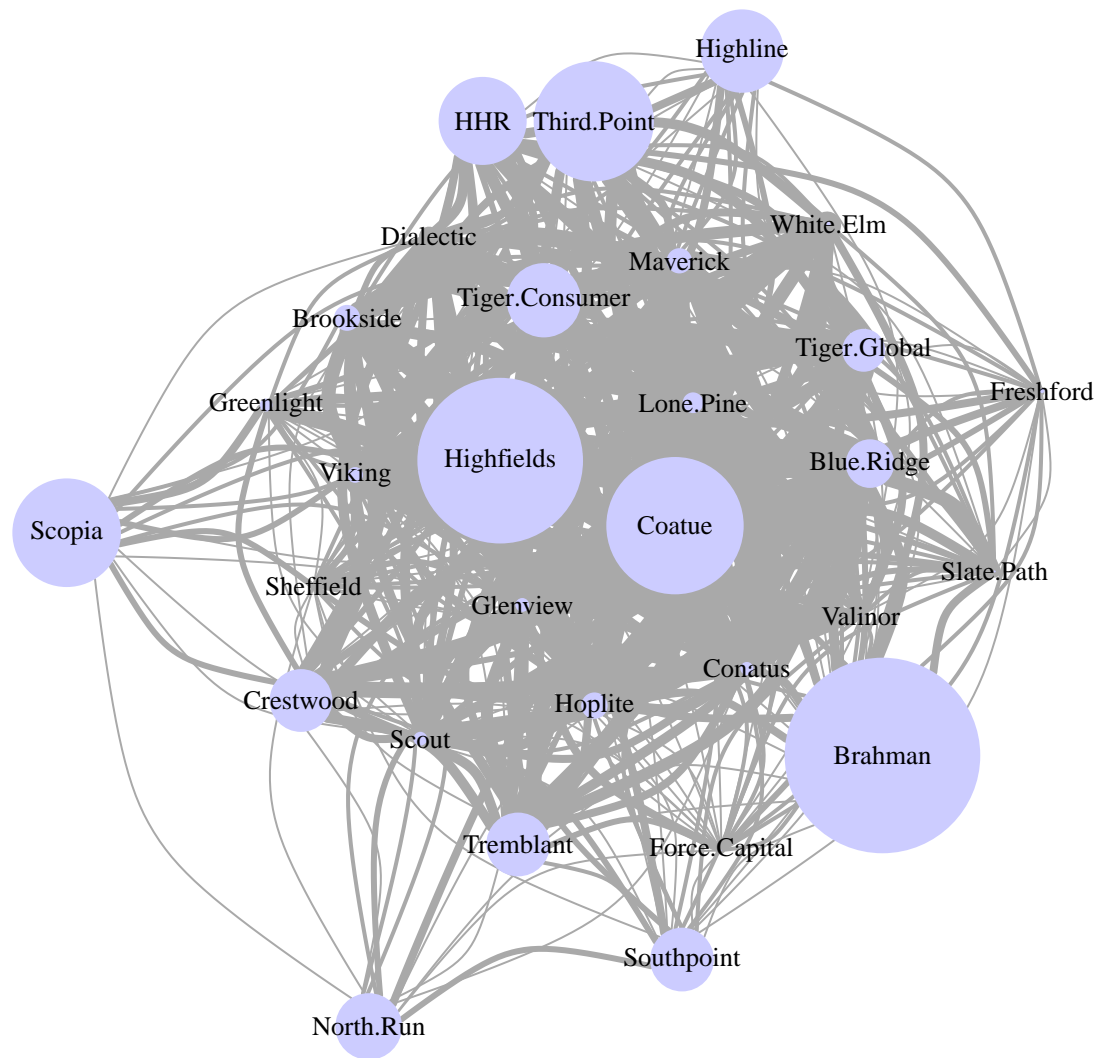 Highline
HHR
Third.Point
White.Elm
Dialectic
Maverick
Tiger.Consumer
Brookside
Tiger.Global
Freshford
Greenlight
Lone.Pine
Highfields
Blue.Ridge
Viking
Coatue
Scopia
Slate.Path
Sheffield
Glenview
Valinor
Conatus
Crestwood
Hoplite
Scout
Brahman
Tremblant
Force.Capital
Southpoint
North.Run